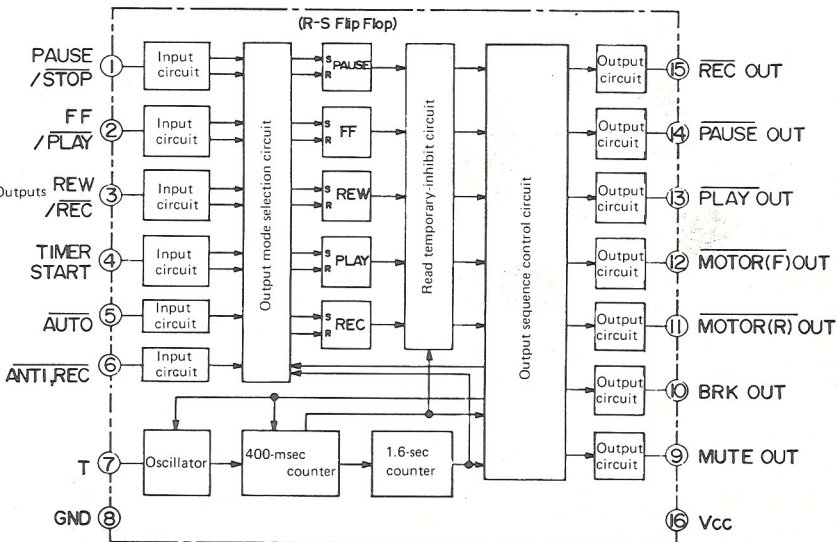 (R-S Flip Flop)
PAUSE
/STOP
1
Input
circuit
S
R
PAUSE
Output
circuit
15
REC OUT
FF
/PLAY
2
Input
circuit
S
R
FF
Output
circuit
14
PAUSE OUT
Outputs REW
/REC
3
Input
circuit
S
R
REW
Output
circuit
13
PLAY OUT
TIMER
START
4
Input
circuit
S
R
PLAY
Output
circuit
12
MOTOR(F)OUT
AUTO
5
Input
circuit
S
R
REC
Output
circuit
11
MOTOR(R) OUT
ANTI,REC
6
Input
circuit
Output
circuit
10
BRK OUT
Output mode selection circuit
Read temporary-inhibit circuit
Output sequence control circuit
T
7
Oscillator
400-msec
counter
1.6-sec
counter
Output
circuit
9
MUTE OUT
GND
8
16
Vcc